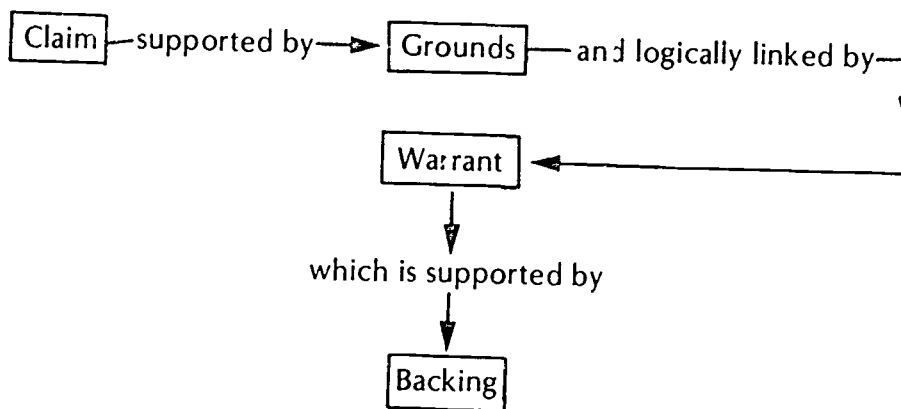 Claim supported by Grounds and logically linked by
Warrant
which is supported by
Backing